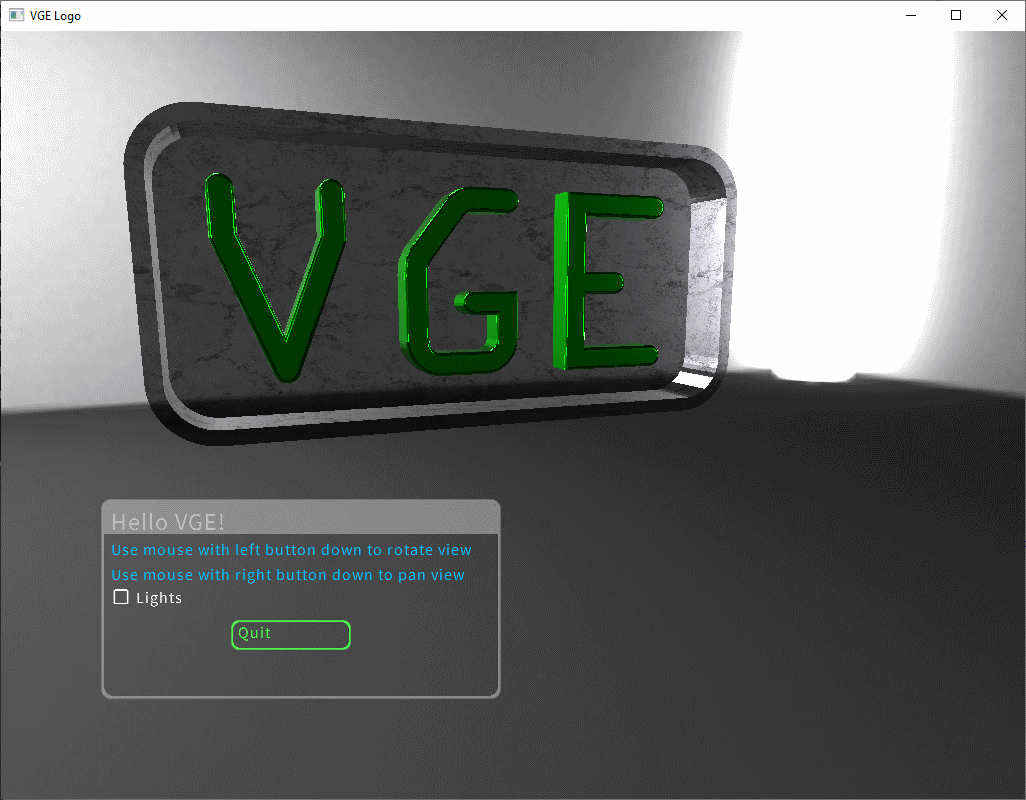 VGE Logo
VGE
Hello VGE!
Use mouse with left button down to rotate view
Use mouse with right button down to pan view
Lights
Quit